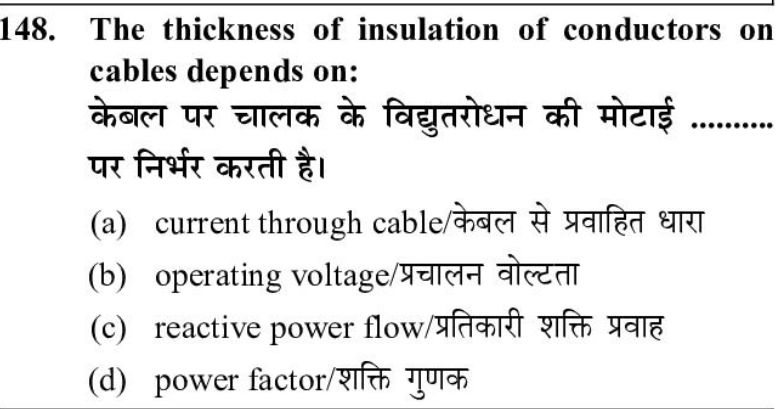 148. The thickness of insulation of conductors on
cables depends on:
केबल पर चालक के विद्युतरोधन की मोटाई ..........
पर निर्भर करती है।
(a) current through cable/केबल से प्रवाहित धारा
(b) operating voltage/प्रचालन वोल्टता
(c) reactive power flow/प्रतिकारी शक्ति प्रवाह
(d) power factor/शक्ति गुणक